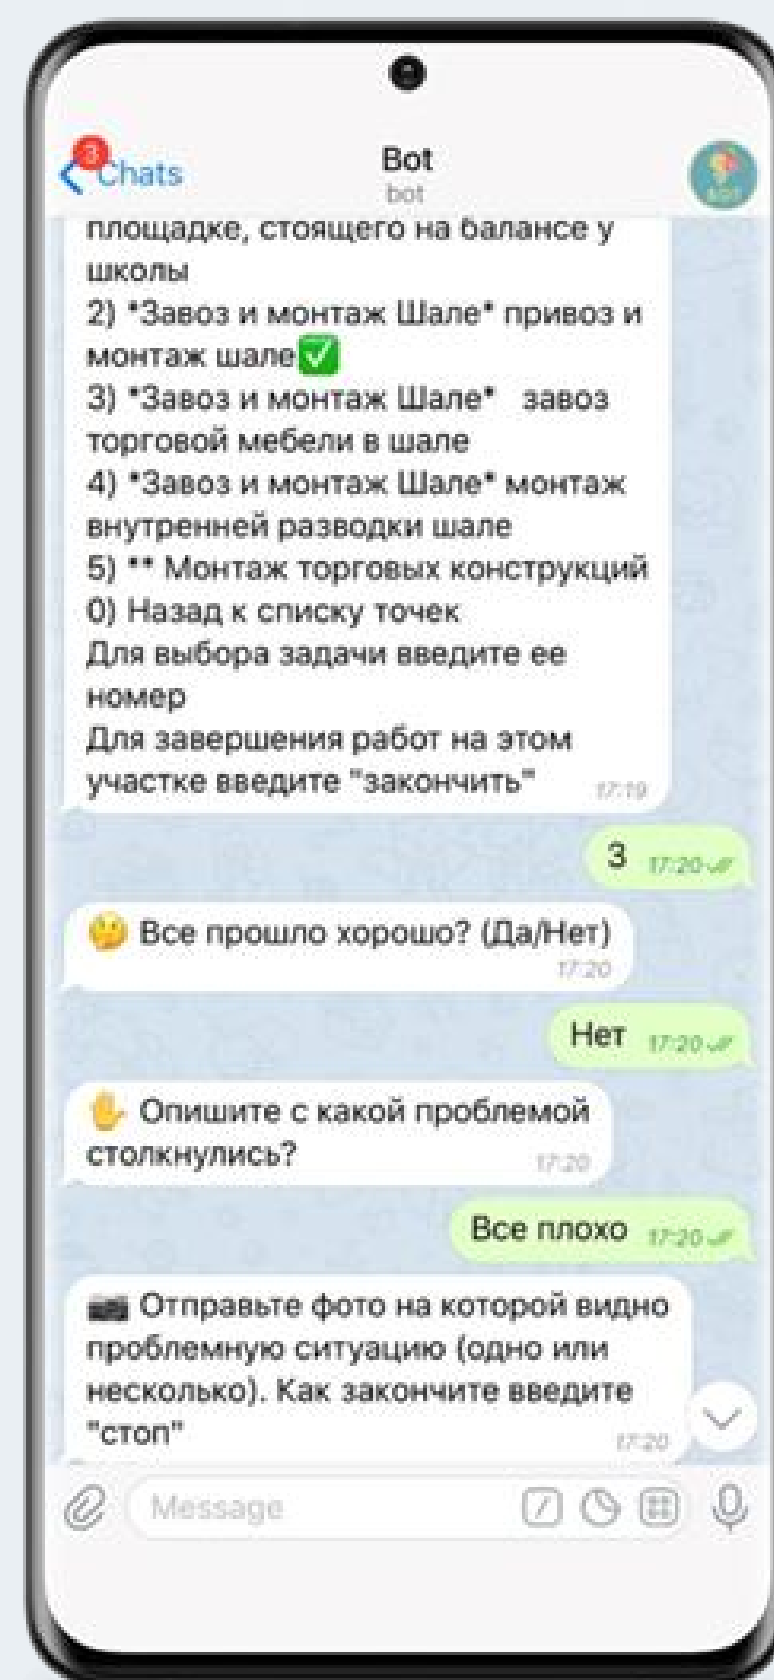 3
Chats
Bot
bot
площадке, стоящего на балансе у
школы
2) *Завоз и монтаж Шале* привоз и
монтаж шале✅
3) *Завоз и монтаж Шале* завоз
торговой мебели в шале
4) *Завоз и монтаж Шале* монтаж
внутренней разводки шале
5) ** Монтаж торговых конструкций
0) Назад к списку точек
Для выбора задачи введите ее
номер
Для завершения работ на этом
участке введите "закончить" 17:19
3 17:20
🤔 Все прошло хорошо? (Да/Нет)
17:20
Нет 17:20
✋ Опишите с какой проблемой
столкнулись? 17:20
Все плохо 17:20
📷 Отправьте фото на которой видно
проблемную ситуацию (одно или
несколько). Как закончите введите
"стоп" 17:20
Message